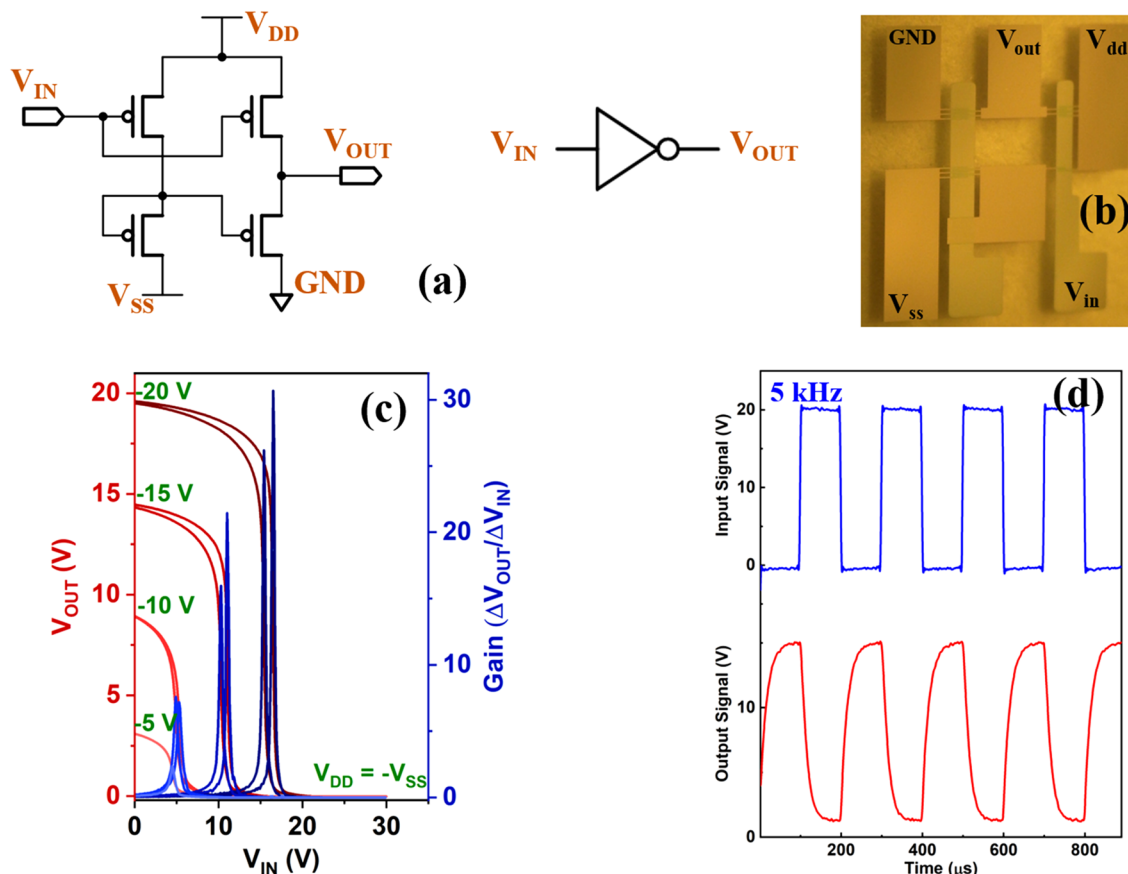 V_DD
V_IN
V_OUT
V_SS
GND
(a)
V_IN
V_OUT
GND
V_out
V_dd
V_ss
V_in
(b)
20
15
10
5
0
V_OUT (V)
-20 V
-15 V
-10 V
-5 V
(c)
V_DD = -V_SS
30
20
10
0
Gain (ΔV_OUT/ΔV_IN)
0
10
20
30
V_IN (V)
5 kHz
(d)
20
10
0
Input Signal (V)
10
0
Output Signal (V)
0
200
400
600
800
Time (μs)